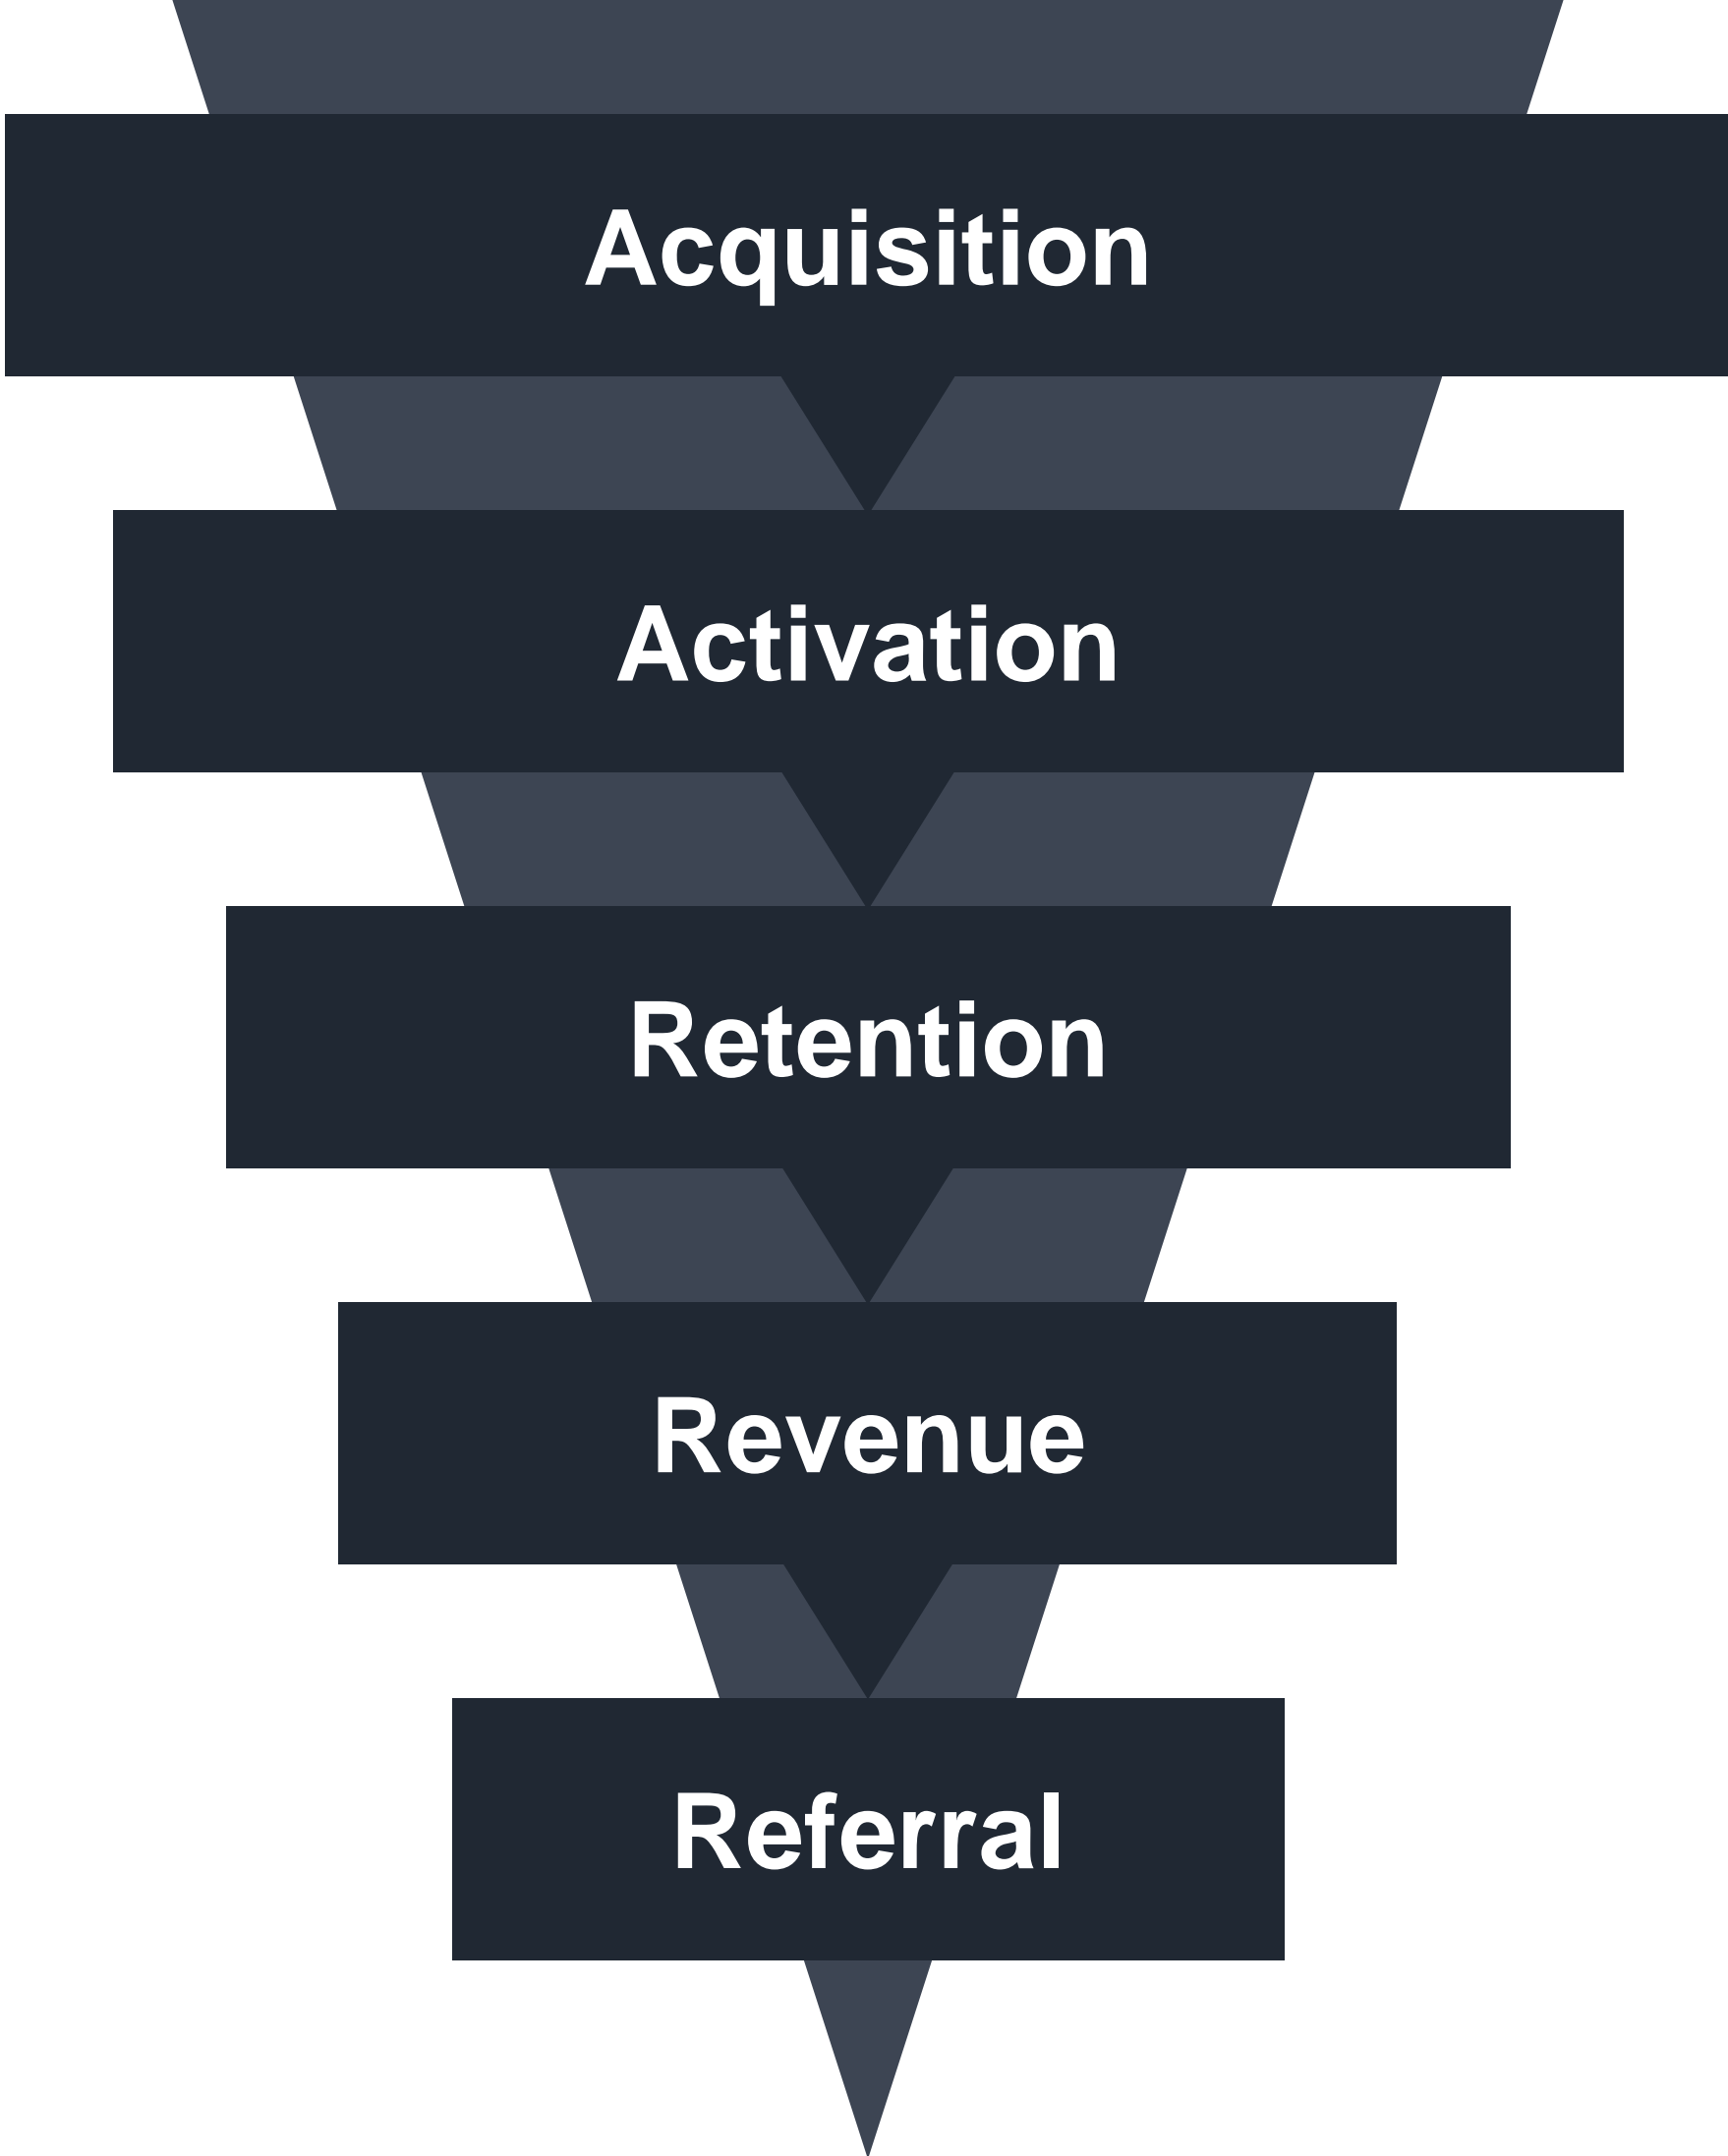 Acquisition
Activation
Retention
Revenue
Referral